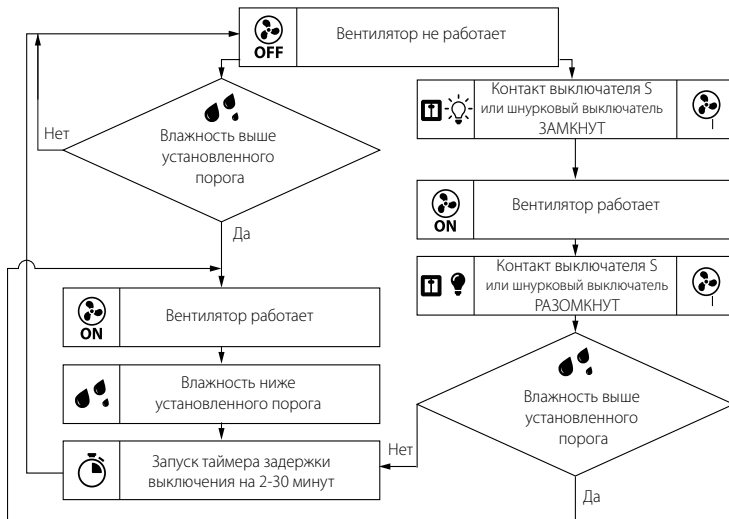 OFF
Вентилятор не работает
Контакт выключателя S
или шнурковый выключатель
ЗАМКНУТ
Нет
Влажность выше
установленного
порога
Да
ON
Вентилятор работает
Контакт выключателя S
или шнурковый выключатель
РАЗОМКНУТ
ON
Вентилятор работает
Влажность ниже
установленного порога
Влажность выше
установленного
порога
Нет
Запуск таймера задержки
выключения на 2-30 минут
Да